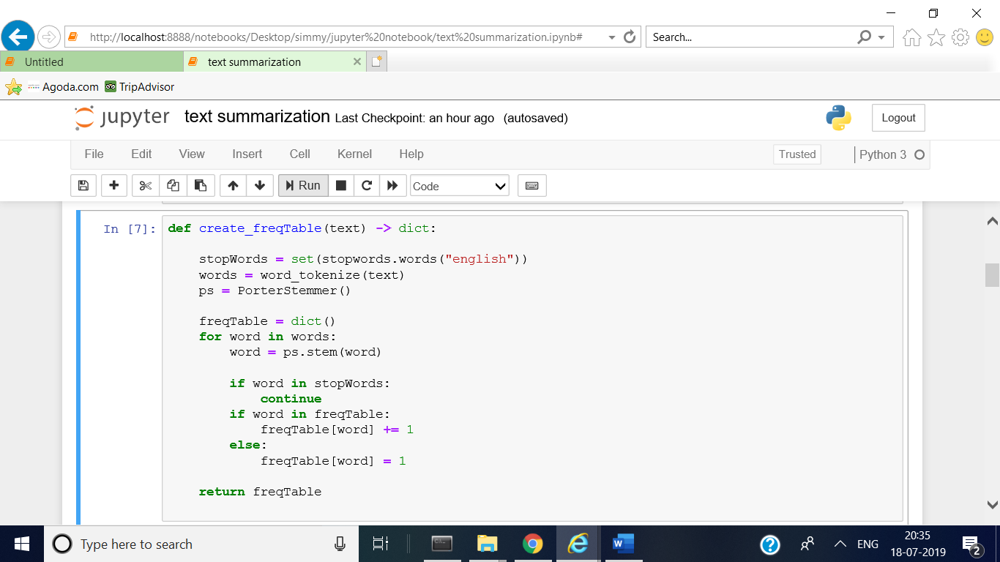 http://localhost:8888/notebooks/Desktop/simmy/jupyter%20notebook/text%20summarization.ipynb#
Search...
Untitled
text summarization
Agoda.com
TripAdvisor
jupyter text summarization Last Checkpoint: an hour ago (autosaved)
Logout
File Edit View Insert Cell Kernel Help
Trusted
Python 3
Run
Code
In [7]:
def create_freqTable(text) -> dict:
    stopWords = set(stopwords.words("english"))
    words = word_tokenize(text)
    ps = PorterStemmer()
    freqTable = dict()
    for word in words:
        word = ps.stem(word)
        if word in stopWords:
            continue
        if word in freqTable:
            freqTable[word] += 1
        else:
            freqTable[word] = 1
    return freqTable
Type here to search
ENG
20:35
18-07-2019
2